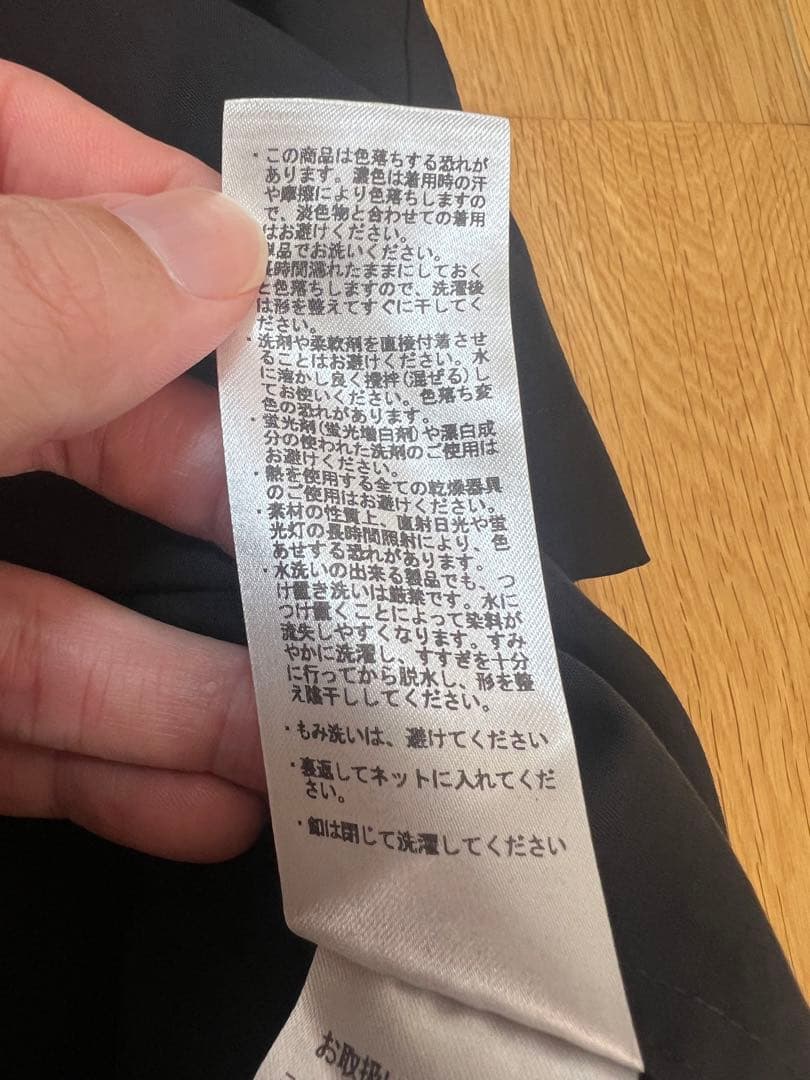 ・この商品は色落ちする恐れが
あります。濃色は着用時の汗
や摩擦により色落ちしますの
で、淡色物と合わせての着用
はお避けください。
単品でお洗いください。
長時間濡れたままにしておく
と色落ちしますので、洗濯後
は形を整えてすぐに干してく
ださい。
・洗剤や柔軟剤を直接付着させ
ることはお避けください。水
に溶かし良く攪拌(混ぜる)し
てお使いください。色落ち変
色の恐れがあります。
・蛍光剤(蛍光増白剤)や漂白成
分の使われた洗剤のご使用は
お避けください。
・熱を使用する全ての乾燥器具
のご使用はお避けください。
・素材の性質上、直射日光や蛍
光灯の長時間照射により、色
あせする恐れがあります。
・水洗いの出来る製品でも、つ
け置き洗いは厳禁です。水に
つけ置くことによって染料が
流失しやすくなります。すみ
やかに洗濯し、すすぎを十分
に行ってから脱水し、形を整
え陰干ししてください。
・もみ洗いは、避けてください
・裏返してネットに入れてくだ
さい。
・釦は閉じて洗濯してください
お取扱い